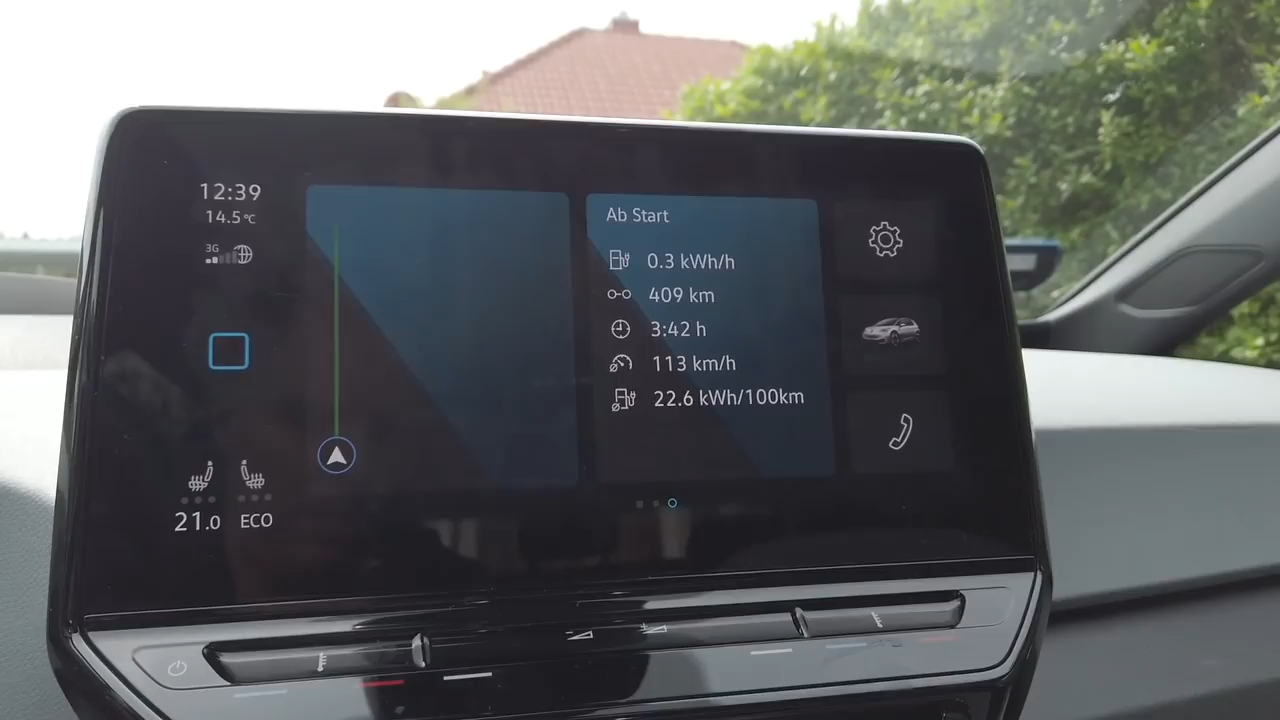 12:39
14.5°C
3G
21.0 ECO
Ab Start
0.3 kWh/h
409 km
3:42 h
113 km/h
22.6 kWh/100km